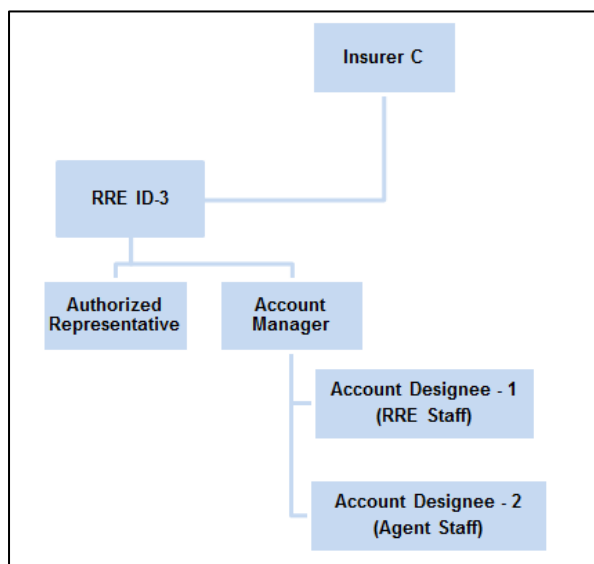 Insurer C
RRE ID-3
Authorized
Representative
Account
Manager
Account Designee - 1
(RRE Staff)
Account Designee - 2
(Agent Staff)